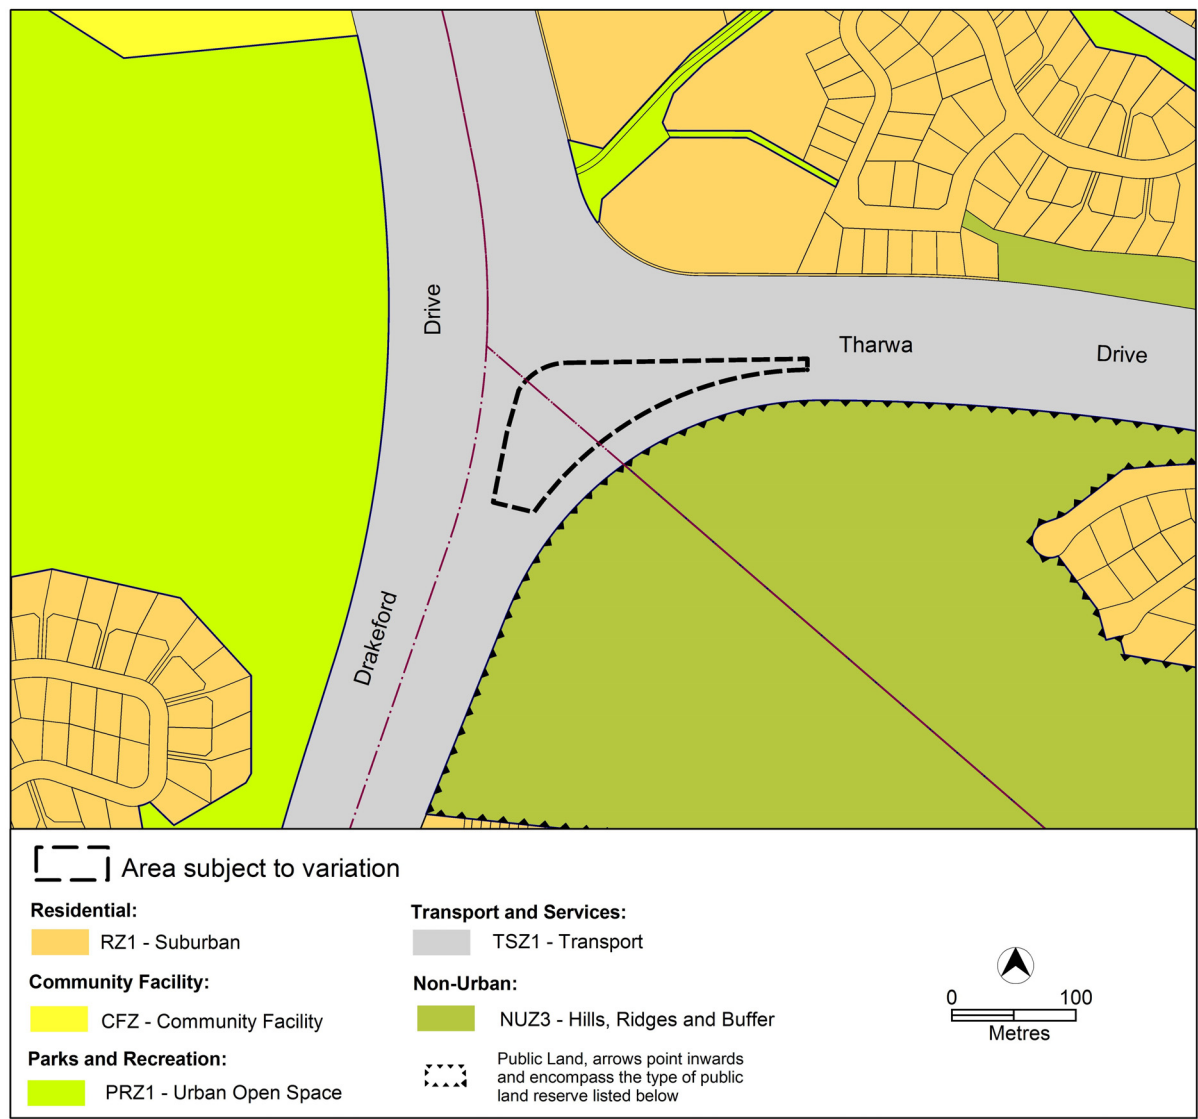 Drive
Tharwa
Drive
Drakeford
Area subject to variation
Residential:
RZ1 - Suburban
Community Facility:
CFZ - Community Facility
Parks and Recreation:
PRZ1 - Urban Open Space
Transport and Services:
TSZ1 - Transport
Non-Urban:
NUZ3 - Hills, Ridges and Buffer
Public Land, arrows point inwards
and encompass the type of public
land reserve listed below
0 100
Metres